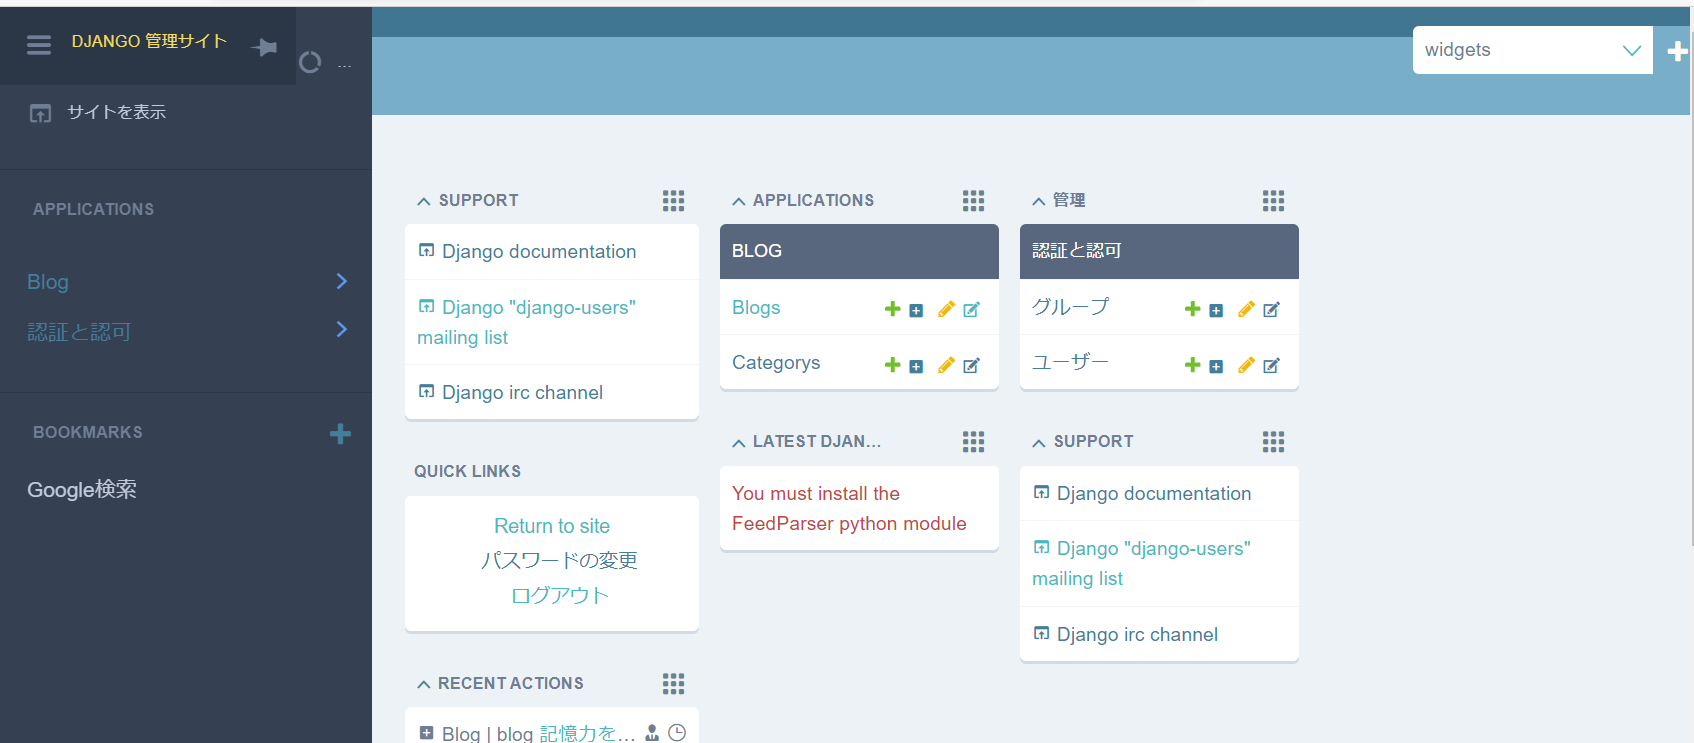 DJANGO 管理サイト
...
サイトを表示
APPLICATIONS
Blog
認証と認可
BOOKMARKS
Google検索
widgets
SUPPORT
Django documentation
Django "django-users"
mailing list
Django irc channel
QUICK LINKS
Return to site
パスワードの変更
ログアウト
RECENT ACTIONS
Blog | blog 記憶力を...
APPLICATIONS
BLOG
Blogs
Categorys
LATEST DJAN...
You must install the
FeedParser python module
管理
認証と認可
グループ
ユーザー
SUPPORT
Django documentation
Django "django-users"
mailing list
Django irc channel